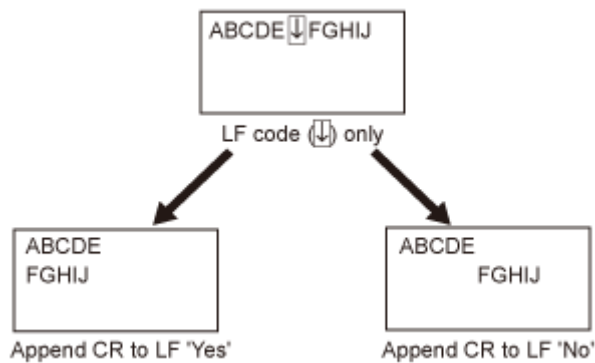 ABCDE↓FGHIJ
LF code (↓) only
ABCDE
FGHIJ
Append CR to LF 'Yes'
ABCDE
FGHIJ
Append CR to LF 'No'